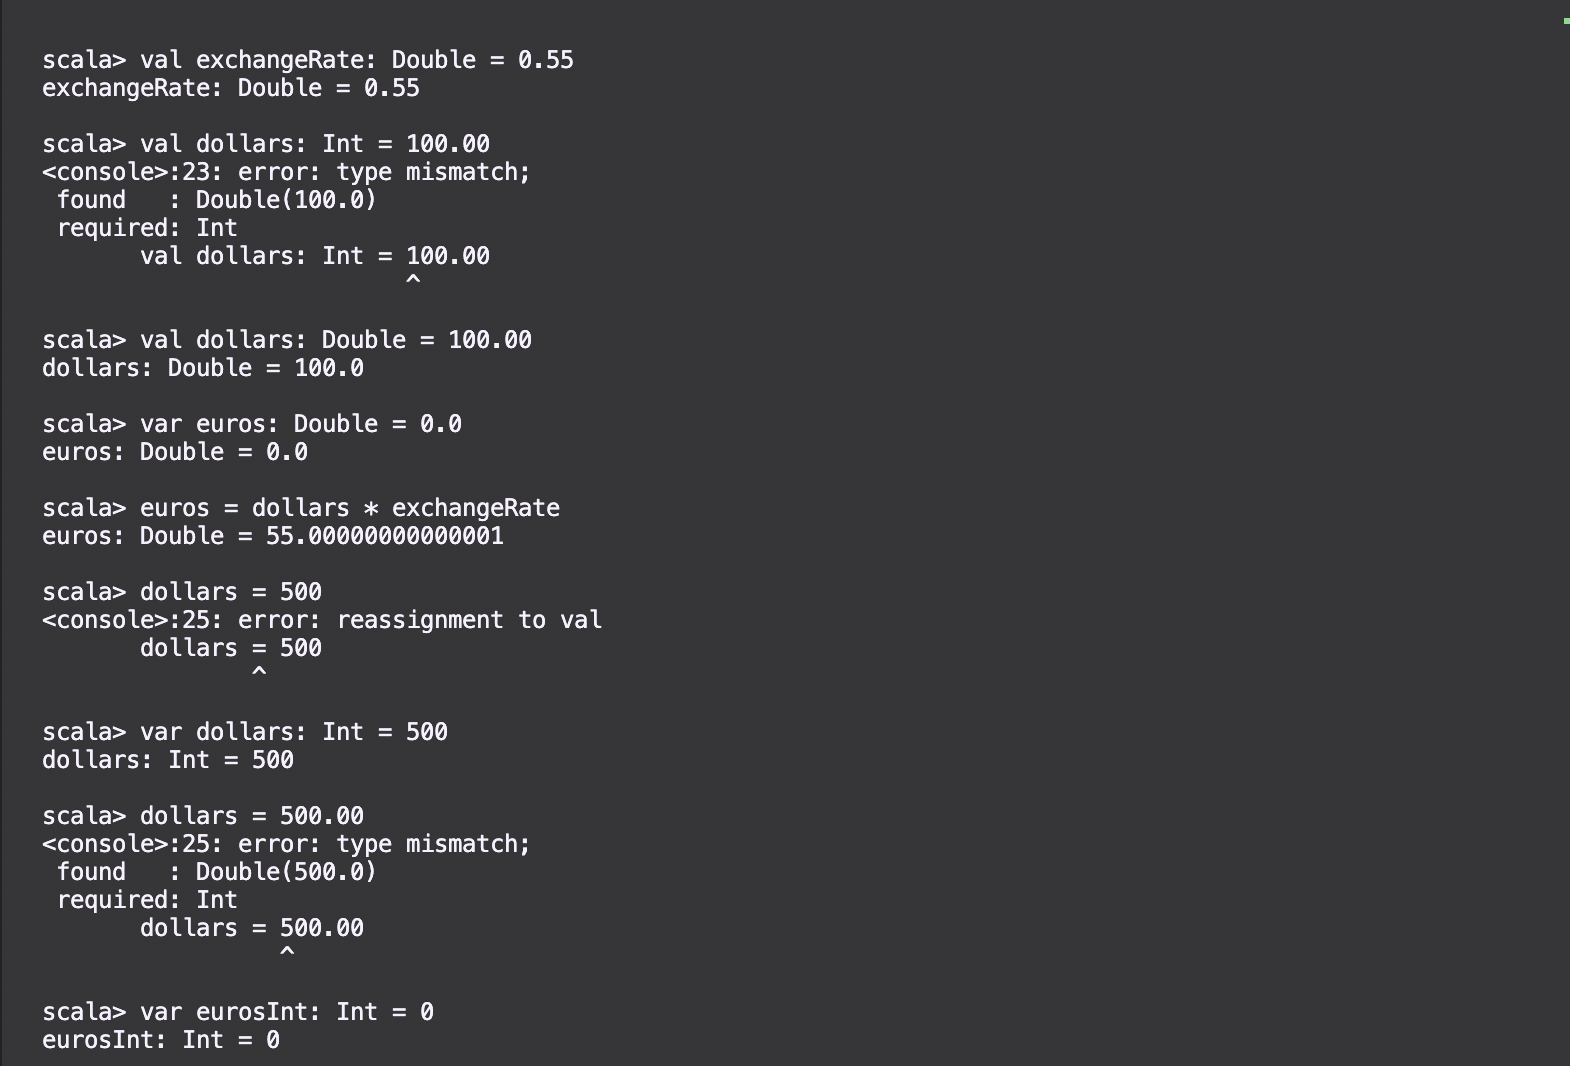 scala> val exchangeRate: Double = 0.55
exchangeRate: Double = 0.55
scala> val dollars: Int = 100.00
<console>:23: error: type mismatch;
 found   : Double(100.0)
 required: Int
       val dollars: Int = 100.00
                          ^
scala> val dollars: Double = 100.00
dollars: Double = 100.0
scala> var euros: Double = 0.0
euros: Double = 0.0
scala> euros = dollars * exchangeRate
euros: Double = 55.00000000000001
scala> dollars = 500
<console>:25: error: reassignment to val
       dollars = 500
               ^
scala> var dollars: Int = 500
dollars: Int = 500
scala> dollars = 500.00
<console>:25: error: type mismatch;
 found   : Double(500.0)
 required: Int
       dollars = 500.00
                 ^
scala> var eurosInt: Int = 0
eurosInt: Int = 0